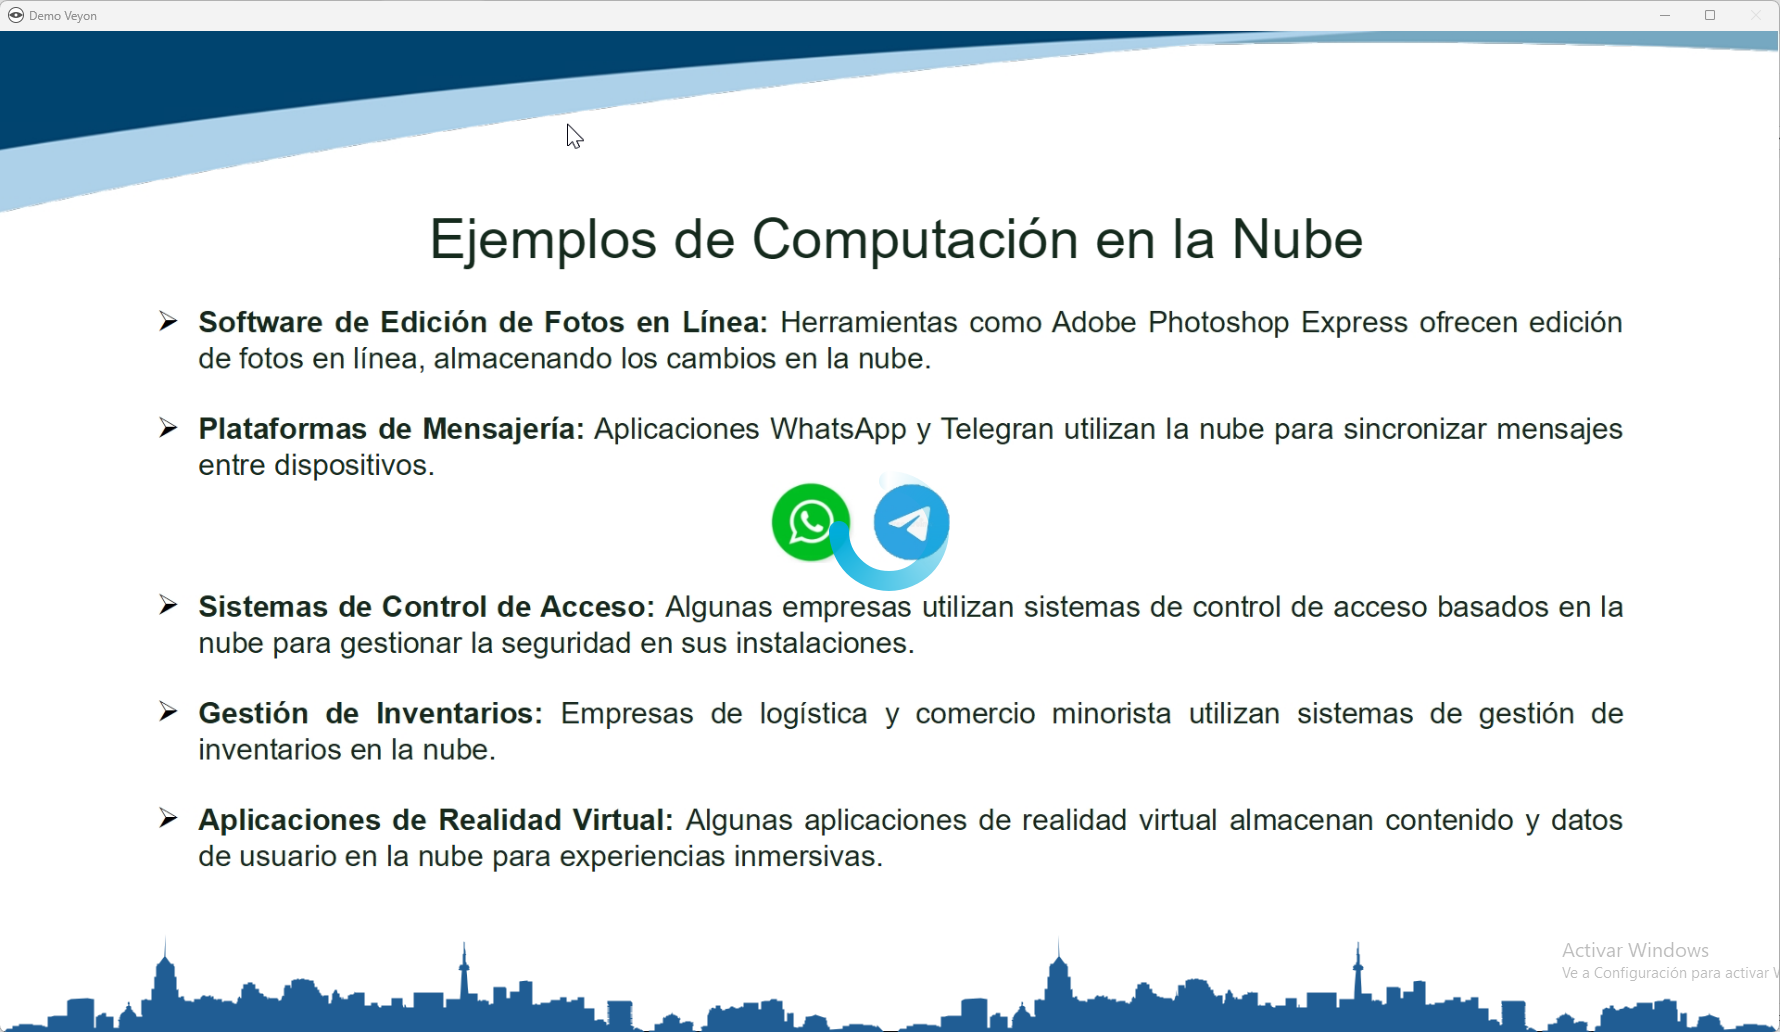 Demo Veyon
Ejemplos de Computación en la Nube
Software de Edición de Fotos en Línea: Herramientas como Adobe Photoshop Express ofrecen edición
de fotos en línea, almacenando los cambios en la nube.
Plataformas de Mensajería: Aplicaciones WhatsApp y Telegran utilizan la nube para sincronizar mensajes
entre dispositivos.
Sistemas de Control de Acceso: Algunas empresas utilizan sistemas de control de acceso basados en la
nube para gestionar la seguridad en sus instalaciones.
Gestión de Inventarios: Empresas de logística y comercio minorista utilizan sistemas de gestión de
inventarios en la nube.
Aplicaciones de Realidad Virtual: Algunas aplicaciones de realidad virtual almacenan contenido y datos
de usuario en la nube para experiencias inmersivas.
Activar Windows
Ve a Configuración para activar